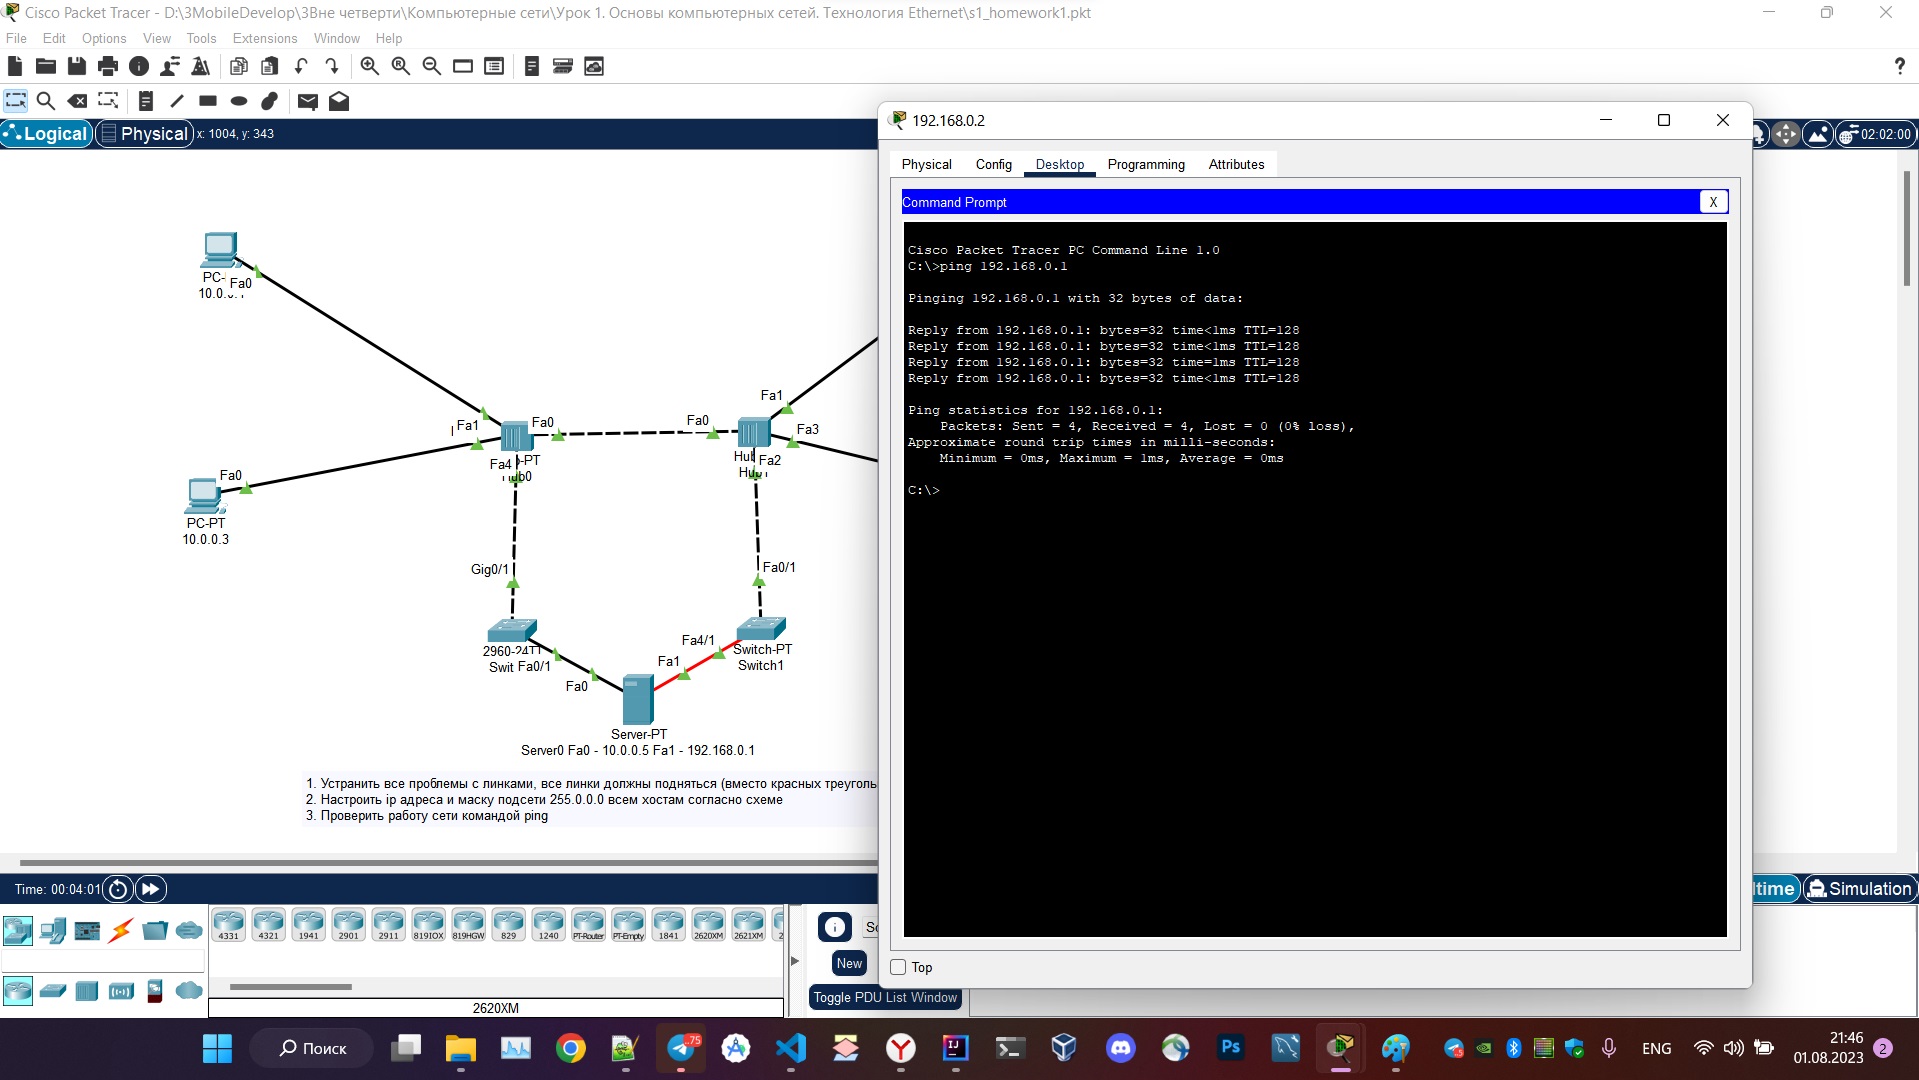 Cisco Packet Tracer - D:\3MobileDevelop\3Вне четверти\Компьютерные сети\Урок 1. Основы компьютерных сетей. Технология Ethernet\s1_homework1.pkt
File Edit Options View Tools Extensions Window Help
Logical Physical x: 1004, y: 343
02:02:00
192.168.0.2
Physical Config Desktop Programming Attributes
Command Prompt X
Cisco Packet Tracer PC Command Line 1.0
C:\>ping 192.168.0.1
Pinging 192.168.0.1 with 32 bytes of data:
Reply from 192.168.0.1: bytes=32 time<1ms TTL=128
Reply from 192.168.0.1: bytes=32 time<1ms TTL=128
Reply from 192.168.0.1: bytes=32 time=1ms TTL=128
Reply from 192.168.0.1: bytes=32 time<1ms TTL=128
Ping statistics for 192.168.0.1:
Packets: Sent = 4, Received = 4, Lost = 0 (0% loss),
Approximate round trip times in milli-seconds:
Minimum = 0ms, Maximum = 1ms, Average = 0ms
C:\>
Top
PC-
Fa0
10.0.
Fa0
PC-PT
10.0.0.3
Fa1
Fa0
Fa4
-PT
Fa0
Fa1
Fa3
Fa2
Gig0/1
Fa0/1
2960-24TT
Swit Fa0/1
Fa0
Fa4/1
Fa1
Switch-PT
Switch1
Server-PT
Server0 Fa0 - 10.0.0.5 Fa1 - 192.168.0.1
1. Устранить все проблемы с линками, все линки должны подняться (вместо красных треуголь
2. Настроить ip адреса и маску подсети 255.0.0.0 всем хостам согласно схеме
3. Проверить работу сети командой ping
Time: 00:04:01
ltime Simulation
4331 4321 1941 2901 2911 819IOX 819HGW 829 1240 PT-Router PT-Empty 1841 2620XM 2621XM 2
Sc
New
Toggle PDU List Window
2620XM
Поиск
75
IJ
Ps
ENG
21:46
01.08.2023
2